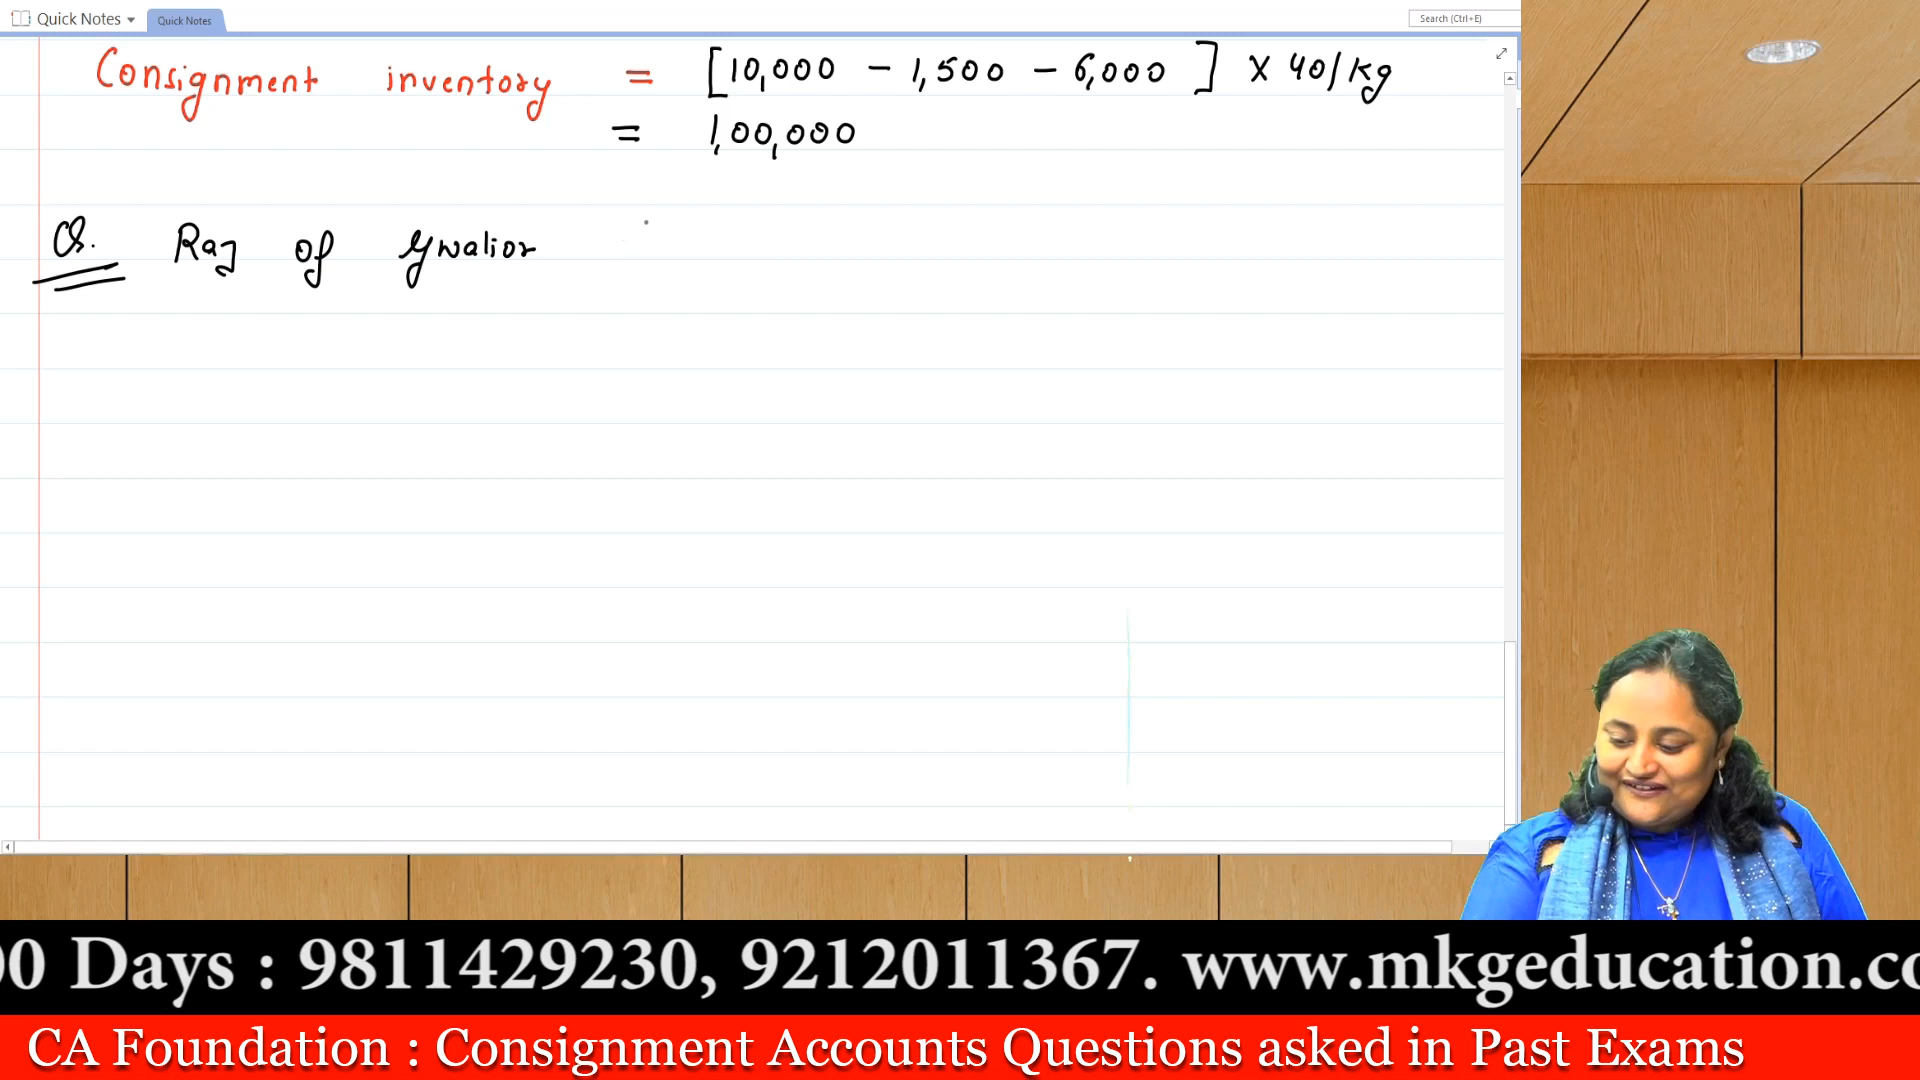 Quick Notes
Quick Notes
Search (Ctrl+E)
Consignment inventory = [10,000 - 1,500 - 6,000] × 40/kg
= 1,00,000
Q. Raj of Gwalior
00 Days : 9811429230, 9212011367. www.mkgeducation.co
CA Foundation : Consignment Accounts Questions asked in Past Exams